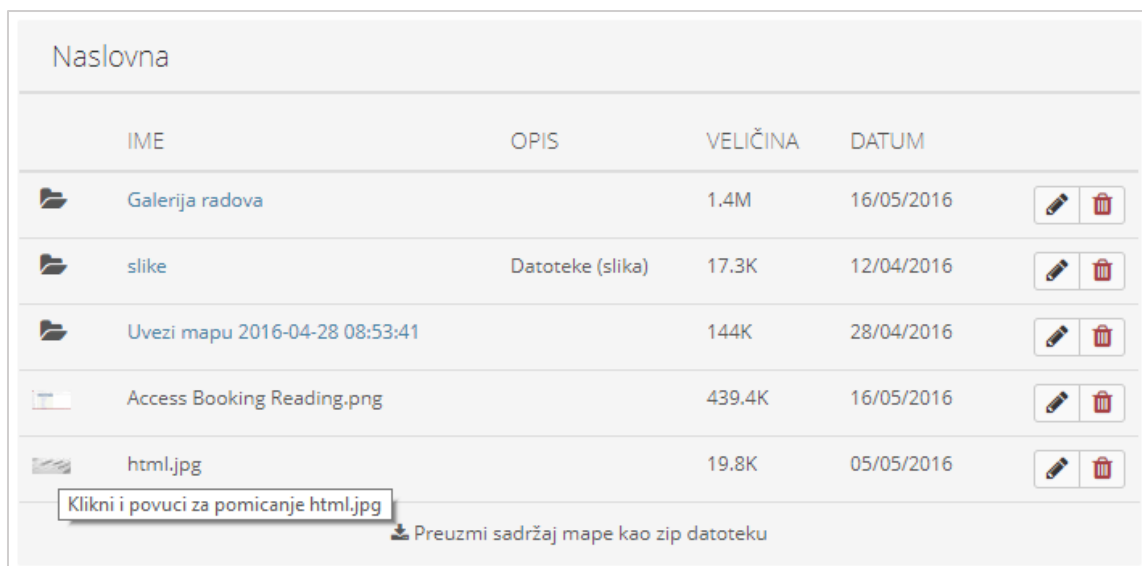 Naslovna
IME OPIS VELIČINA DATUM
Galerija radova 1.4M 16/05/2016
slike Datoteke (slika) 17.3K 12/04/2016
Uvezi mapu 2016-04-28 08:53:41 144K 28/04/2016
Access Booking Reading.png 439.4K 16/05/2016
html.jpg 19.8K 05/05/2016
Klikni i povuci za pomicanje html.jpg
Preuzmi sadržaj mape kao zip datoteku